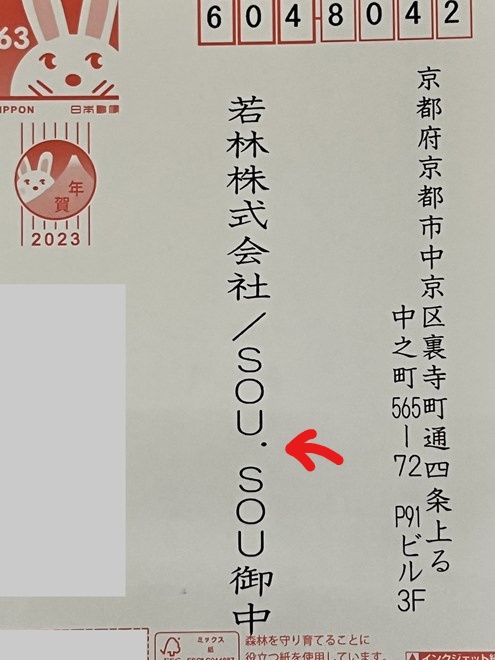 6048042
京都府京都市中京区裏寺町通四条上る
中之町565ー72 P91ビル3F
若林株式会社／SOU．SOU御中
63
NIPPON 日本郵便
年賀
2023
ミックス
紙
森林を守り育てることに
役立つ紙を使用しています。